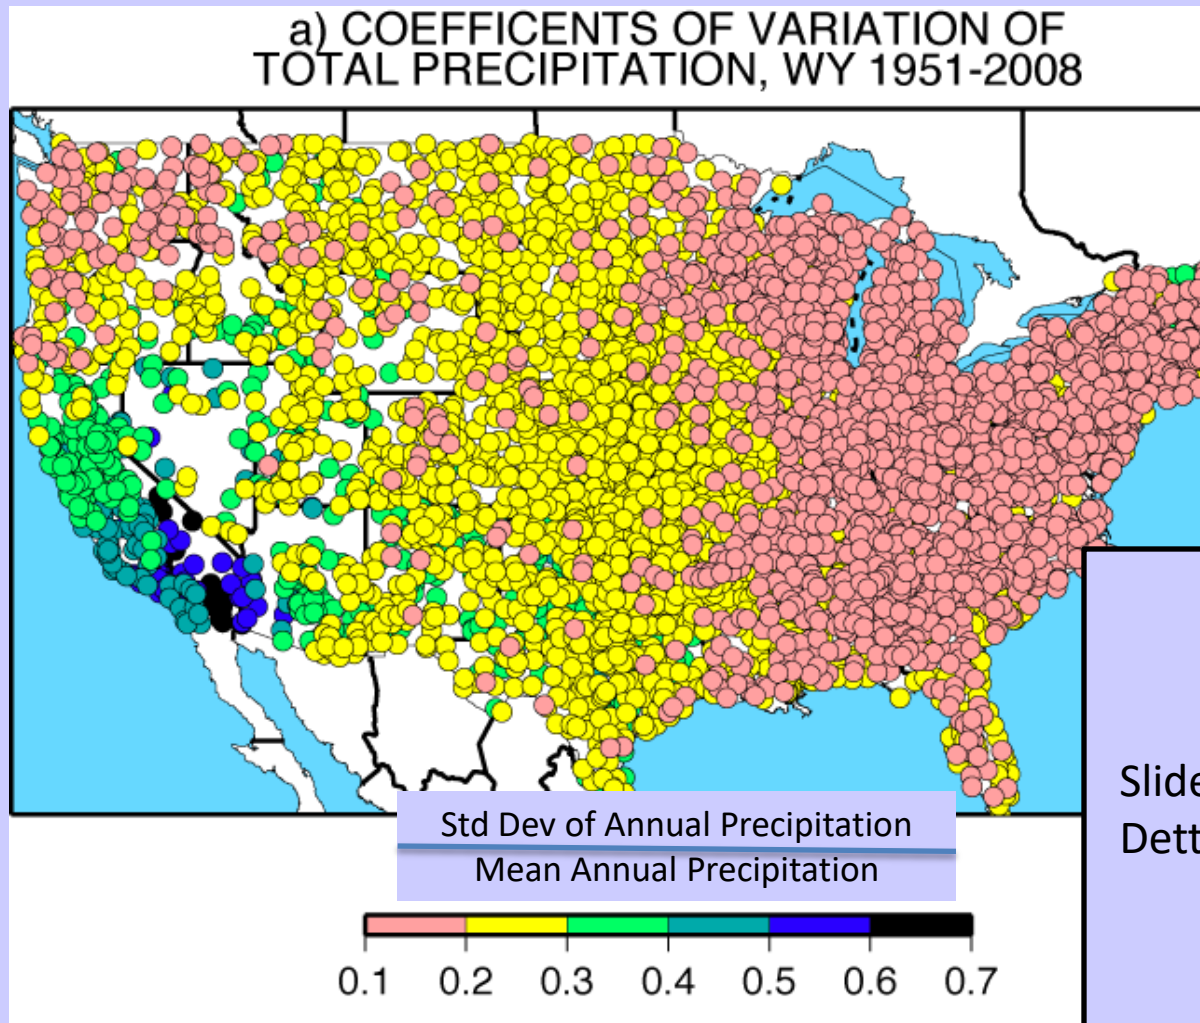 a) COEFFICENTS OF VARIATION OF
TOTAL PRECIPITATION, WY 1951-2008
Std Dev of Annual Precipitation
Mean Annual Precipitation
0.1 0.2 0.3 0.4 0.5 0.6 0.7
Slide
Dett